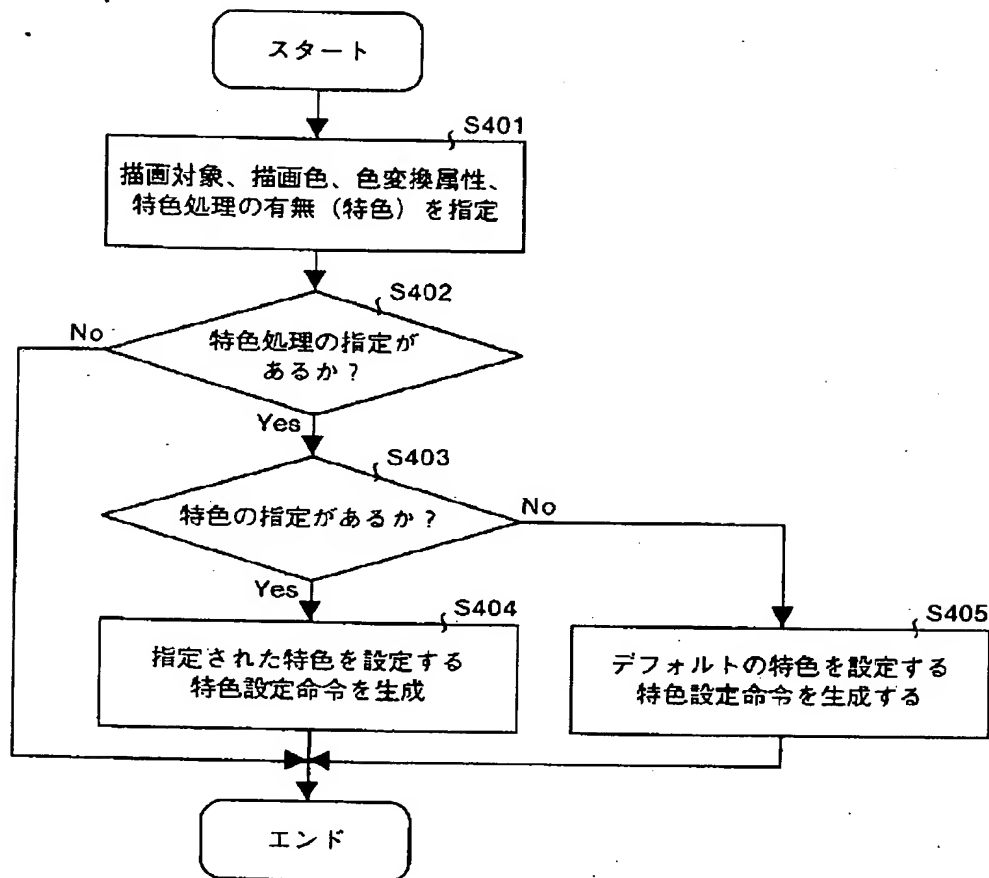 スタート
S401
描画対象、描画色、色変換属性、
特色処理の有無（特色）を指定
S402
No
特色処理の指定が
あるか？
Yes
S403
特色の指定があるか？
No
Yes
S404
指定された特色を設定する
特色設定命令を生成
S405
デフォルトの特色を設定する
特色設定命令を生成する
エンド